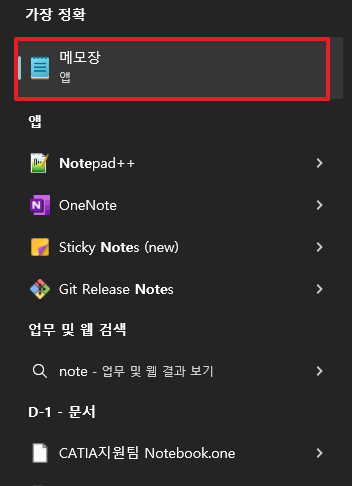 가장 정확
메모장
앱
앱
Notepad++
OneNote
Sticky Notes (new)
Git Release Notes
업무 및 웹 검색
note - 업무 및 웹 결과 보기
D-1 - 문서
CATIA지원팀 Notebook.one